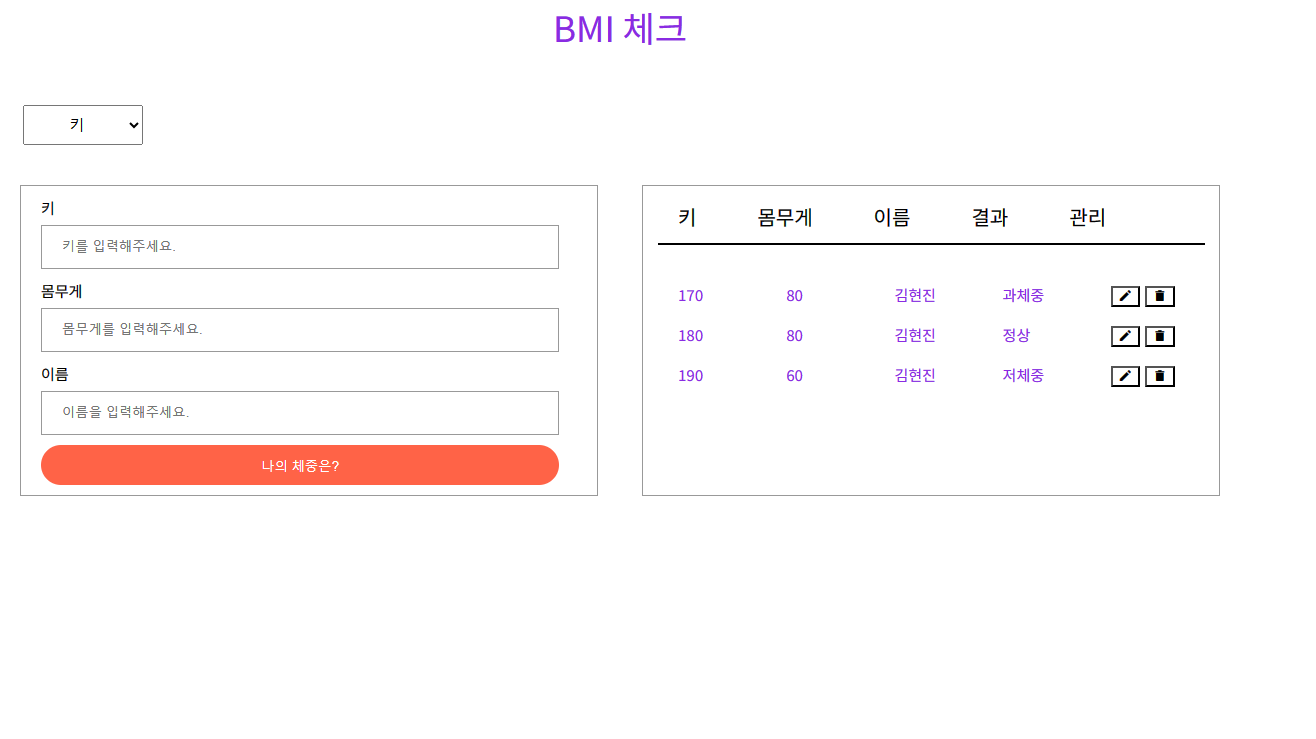 BMI 체크
키
키
키를 입력해주세요.
몸무게
몸무게를 입력해주세요.
이름
이름을 입력해주세요.
나의 체중은?
키 몸무게 이름 결과 관리
170 80 김현진 과체중
180 80 김현진 정상
190 60 김현진 저체중